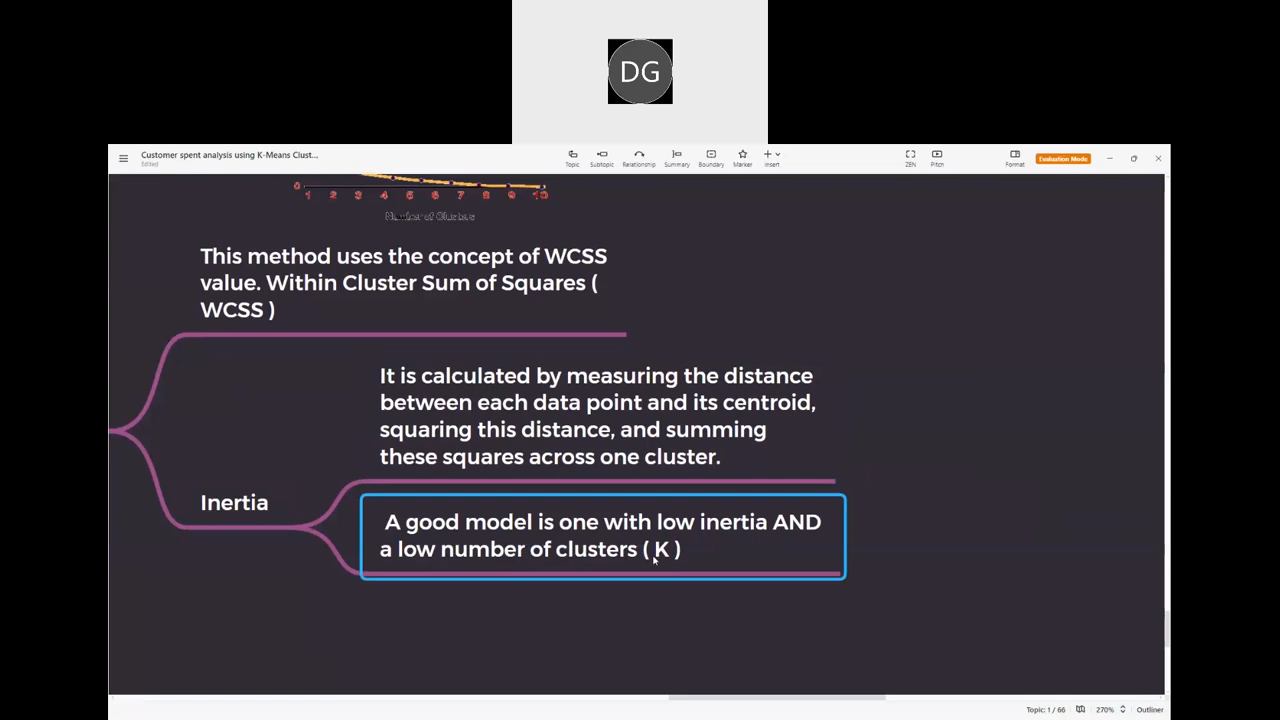 DG
Customer spent analysis using K-Means Clust...
Edited
Topic
Subtopic
Relationship
Summary
Boundary
Marker
Insert
ZEN
Pitch
Format
Evaluation Mode
0
1 2 3 4 5 6 7 8 9 10
Number of Clusters
This method uses the concept of WCSS
value. Within Cluster Sum of Squares (
WCSS )
It is calculated by measuring the distance
between each data point and its centroid,
squaring this distance, and summing
these squares across one cluster.
Inertia
A good model is one with low inertia AND
a low number of clusters ( K )
Topic: 1 / 66
270%
Outliner